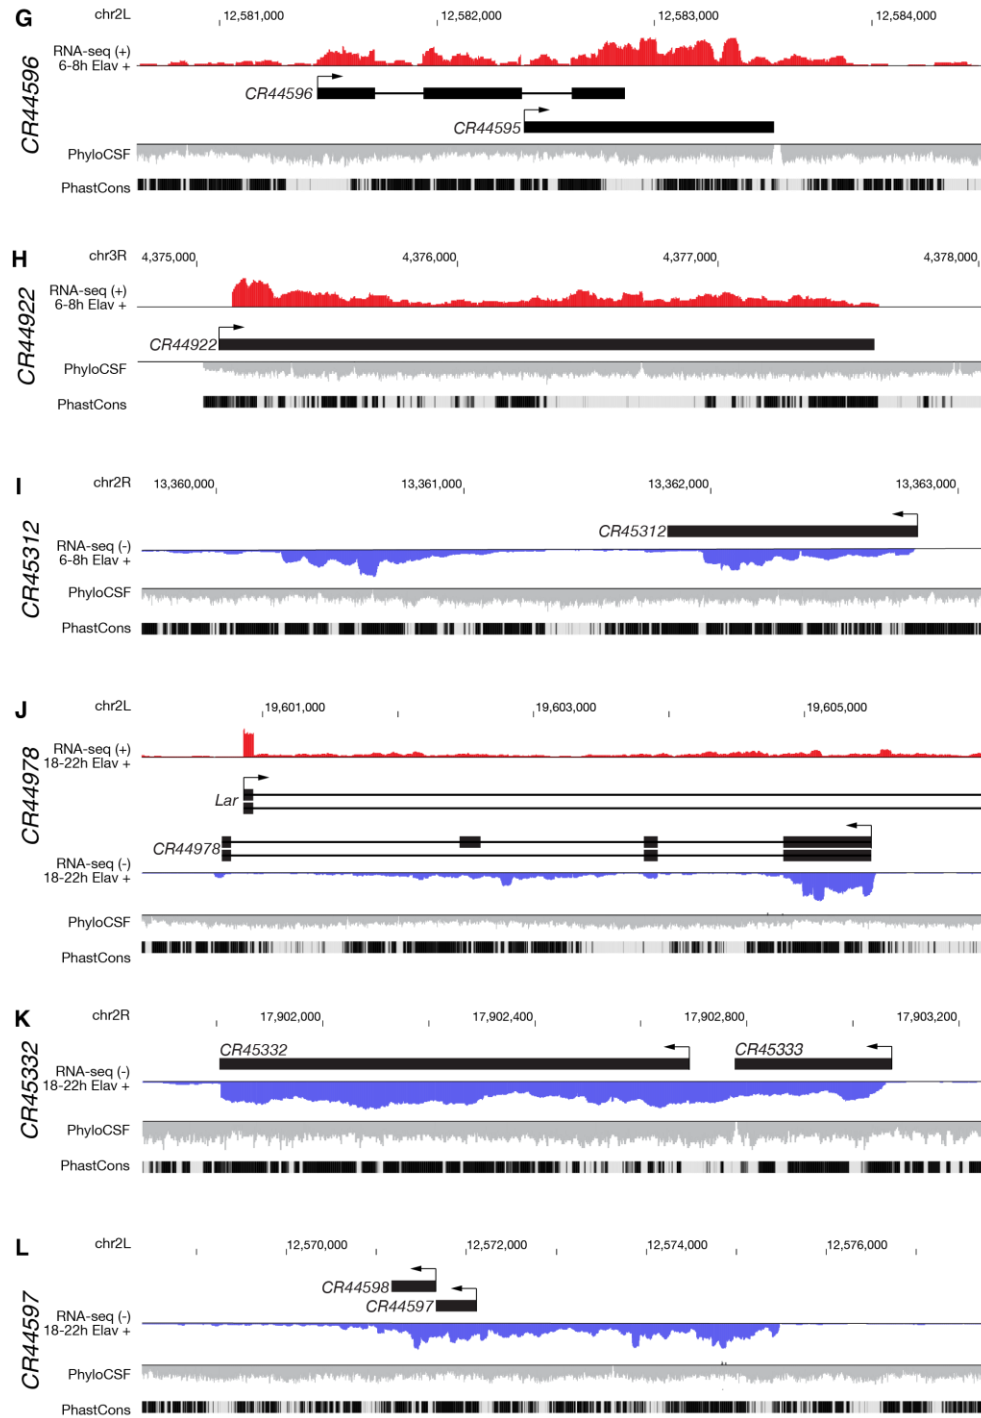 G
chr2L
12,581,000
12,582,000
12,583,000
12,584,000
CR44596
RNA-seq (+)
6-8h Elav +
CR44596
CR44595
PhyloCSF
PhastCons
H
chr3R
4,375,000
4,376,000
4,377,000
4,378,000
CR44922
RNA-seq (+)
6-8h Elav +
CR44922
PhyloCSF
PhastCons
I
chr2R
13,360,000
13,361,000
13,362,000
13,363,000
CR45312
CR45312
RNA-seq (-)
6-8h Elav +
PhyloCSF
PhastCons
J
chr2L
19,601,000
19,603,000
19,605,000
CR44978
RNA-seq (+)
18-22h Elav +
Lar
CR44978
RNA-seq (-)
18-22h Elav +
PhyloCSF
PhastCons
K
chr2R
17,902,000
17,902,400
17,902,800
17,903,200
CR45332
CR45332
CR45333
RNA-seq (-)
18-22h Elav +
PhyloCSF
PhastCons
L
chr2L
12,570,000
12,572,000
12,574,000
12,576,000
CR44597
CR44598
CR44597
RNA-seq (-)
18-22h Elav +
PhyloCSF
PhastCons